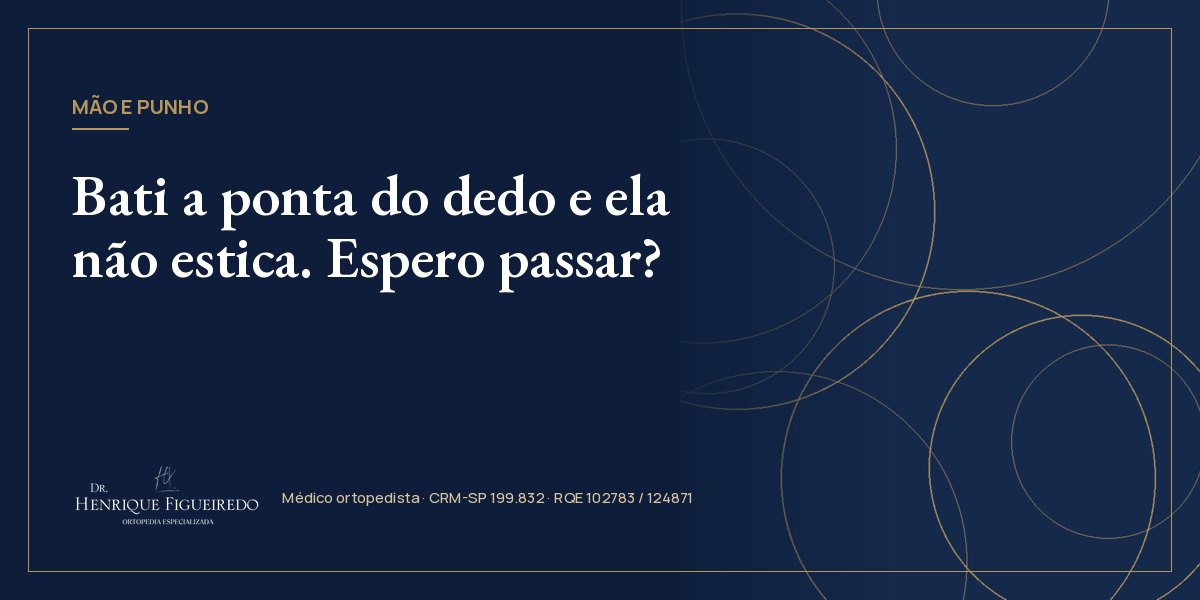 MÃO E PUNHO
Bati a ponta do dedo e ela
não estica. Espero passar?
DR.
HENRIQUE FIGUEIREDO
ORTOPEDIA ESPECIALIZADA
Médico ortopedista · CRM-SP 199.832 · RQE 102783 / 124871